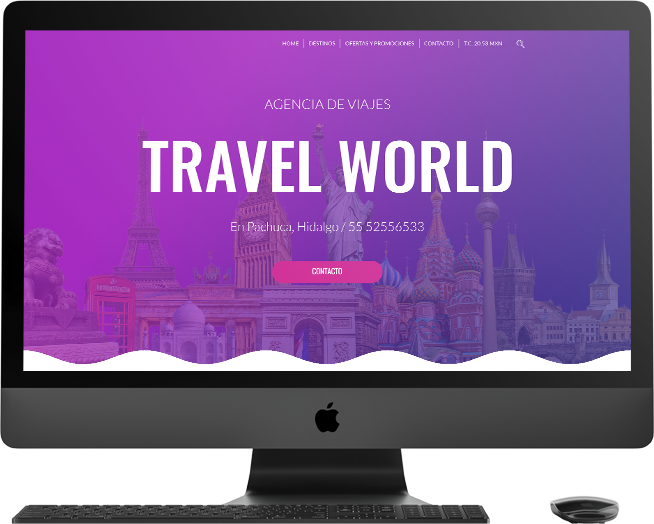 HOME
DESTINOS
OFERTAS Y PROMOCIONES
CONTACTO
T.C. 20.53 MXN
AGENCIA DE VIAJES
TRAVEL WORLD
En Pachuca, Hidalgo / 55 52556533
CONTACTO